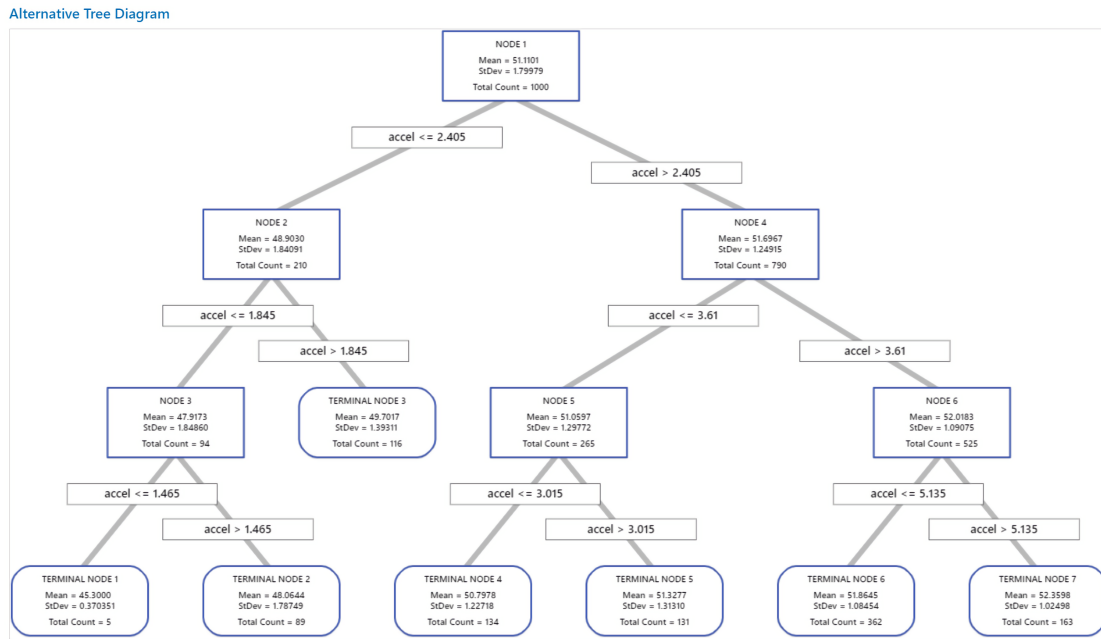 Alternative Tree Diagram
NODE 1
Mean = 51.1101
StDev = 1.79979
Total Count = 1000
accel <= 2.405
accel > 2.405
NODE 2
Mean = 48.9030
StDev = 1.84091
Total Count = 210
NODE 4
Mean = 51.6967
StDev = 1.24915
Total Count = 790
accel <= 1.845
accel > 1.845
accel <= 3.61
accel > 3.61
NODE 3
Mean = 47.9173
StDev = 1.84860
Total Count = 94
TERMINAL NODE 3
Mean = 49.7017
StDev = 1.39311
Total Count = 116
NODE 5
Mean = 51.0597
StDev = 1.29772
Total Count = 265
NODE 6
Mean = 52.0183
StDev = 1.09075
Total Count = 525
accel <= 1.465
accel > 1.465
accel <= 3.015
accel > 3.015
accel <= 5.135
accel > 5.135
TERMINAL NODE 1
Mean = 45.3000
StDev = 0.370351
Total Count = 5
TERMINAL NODE 2
Mean = 48.0644
StDev = 1.78749
Total Count = 89
TERMINAL NODE 4
Mean = 50.7978
StDev = 1.22718
Total Count = 134
TERMINAL NODE 5
Mean = 51.3277
StDev = 1.31310
Total Count = 131
TERMINAL NODE 6
Mean = 51.8645
StDev = 1.08454
Total Count = 362
TERMINAL NODE 7
Mean = 52.3598
StDev = 1.02498
Total Count = 163